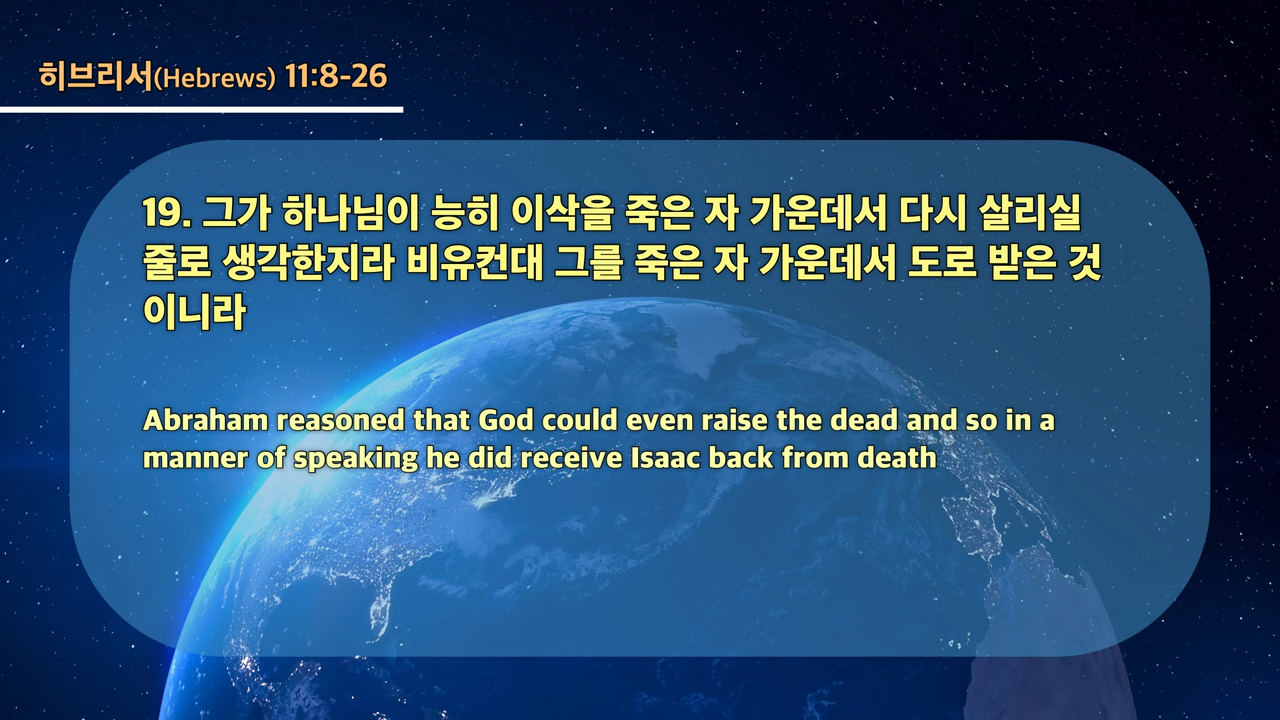 히브리서(Hebrews) 11:8-26
19. 그가 하나님이 능히 이삭을 죽은 자 가운데서 다시 살리실
줄로 생각한지라 비유컨대 그를 죽은 자 가운데서 도로 받은 것
이니라
Abraham reasoned that God could even raise the dead and so in a
manner of speaking he did receive Isaac back from death